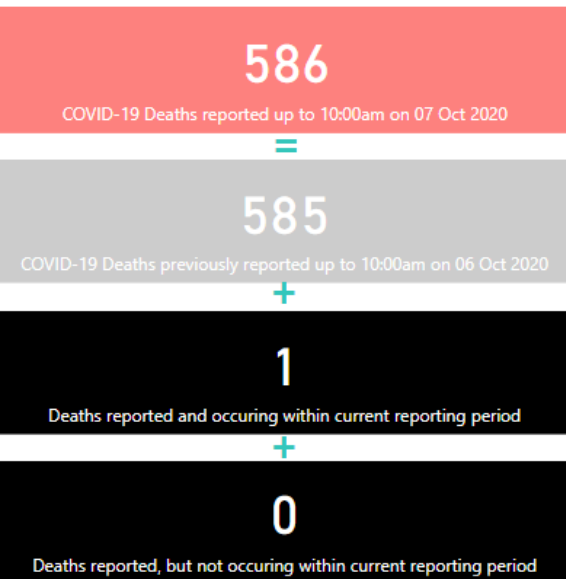 586
COVID-19 Deaths reported up to 10:00am on 07 Oct 2020
=
585
COVID-19 Deaths previously reported up to 10:00am on 06 Oct 2020
+
1
Deaths reported and occuring within current reporting period
+
0
Deaths reported, but not occuring within current reporting period